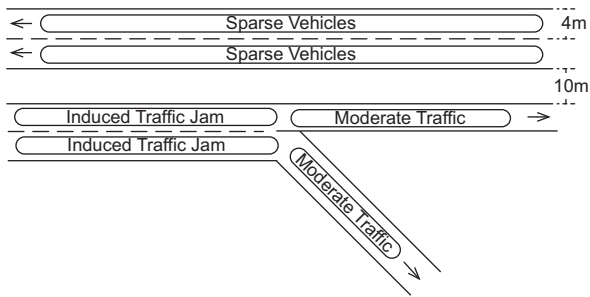 Sparse Vehicles
4m
Sparse Vehicles
10m
Induced Traffic Jam
Moderate Traffic
Induced Traffic Jam
Moderate Traffic